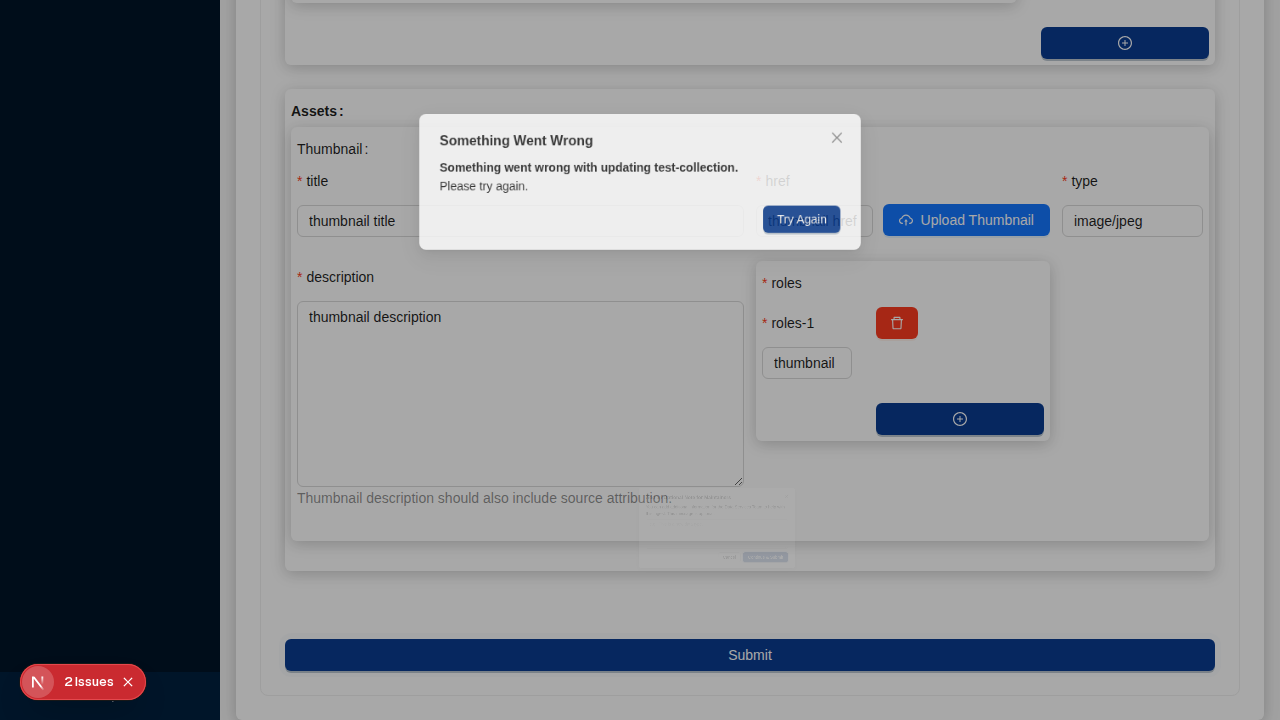 Assets:
Thumbnail:
Something Went Wrong
Something went wrong with updating test-collection.
Please try again.
Try Again
* title
* href
* type
thumbnail title
Upload Thumbnail
image/jpeg
* description
thumbnail description
* roles
* roles-1
thumbnail
Thumbnail description should also include source attribution.
Submit
2 Issues